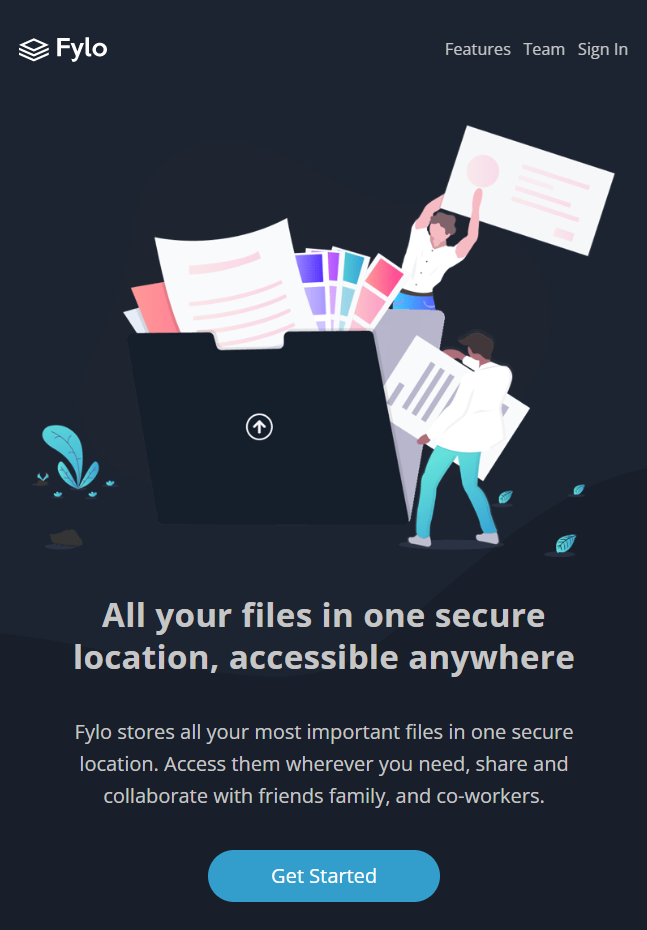 Fylo
Features Team Sign In
All your files in one secure
location, accessible anywhere
Fylo stores all your most important files in one secure
location. Access them wherever you need, share and
collaborate with friends family, and co-workers.
Get Started